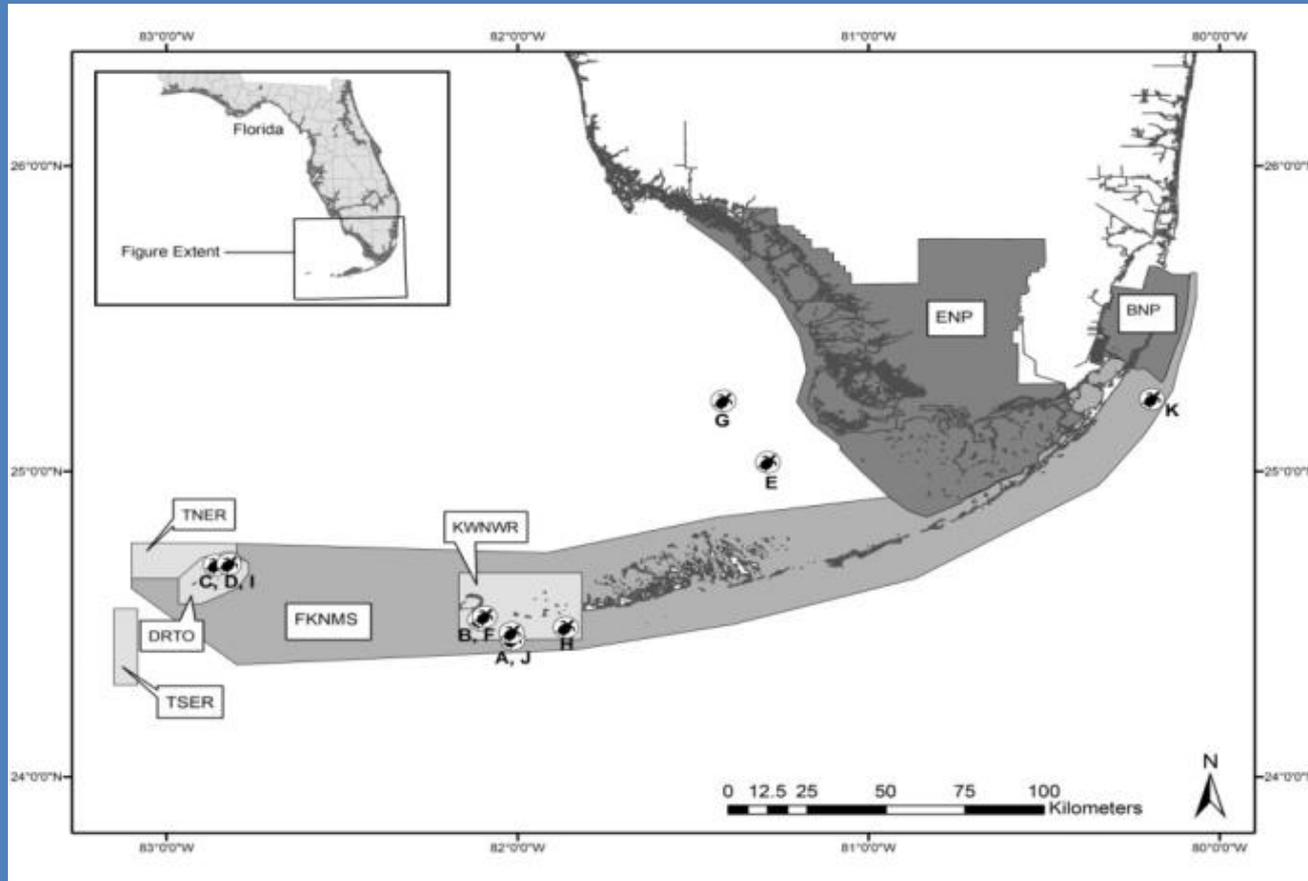 83°0'0"W 82°0'0"W 81°0'0"W 80°0'0"W
Florida
26°0'0"N 26°0'0"N
Figure Extent
ENP
BNP
G
K
E
25°0'0"N 25°0'0"N
TNER
KWNWR
C, D, I
FKNMS
DRTO
B, F
H
A, J
TSER
24°0'0"N 24°0'0"N
N
0 12.5 25 50 75 100
Kilometers
83°0'0"W 82°0'0"W 81°0'0"W 80°0'0"W